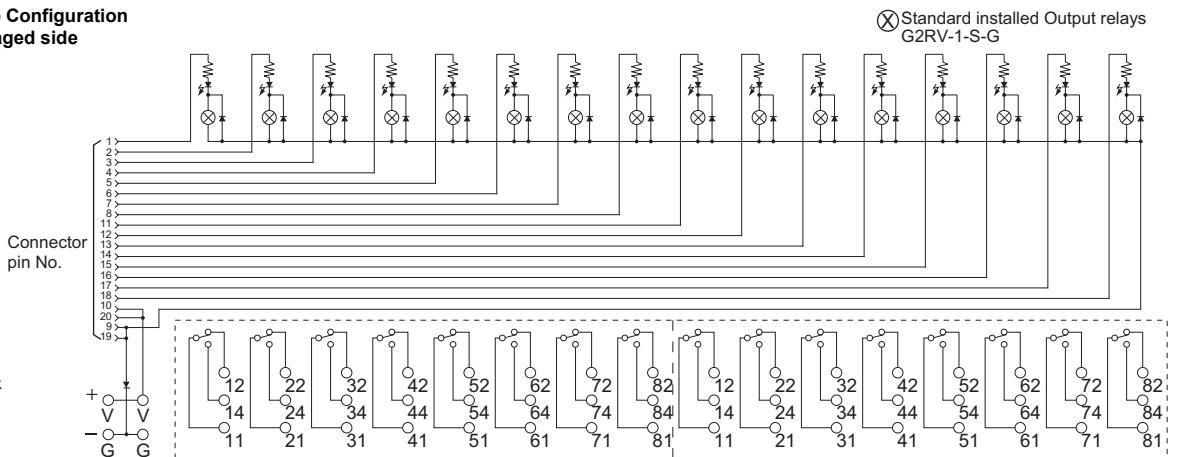 Configuration
aged side
Standard installed Output relays
G2RV-1-S-G
Connector
pin No.
1
2
3
4
5
6
7
8
11
12
13
14
15
16
17
18
10
20
9
19
12 22 32 42 52 62 72 82 12 22 32 42 52 62 72 82
+ V V 14 24 34 44 54 64 74 84 14 24 34 44 54 64 74 84
− G G 11 21 31 41 51 61 71 81 11 21 31 41 51 61 71 81